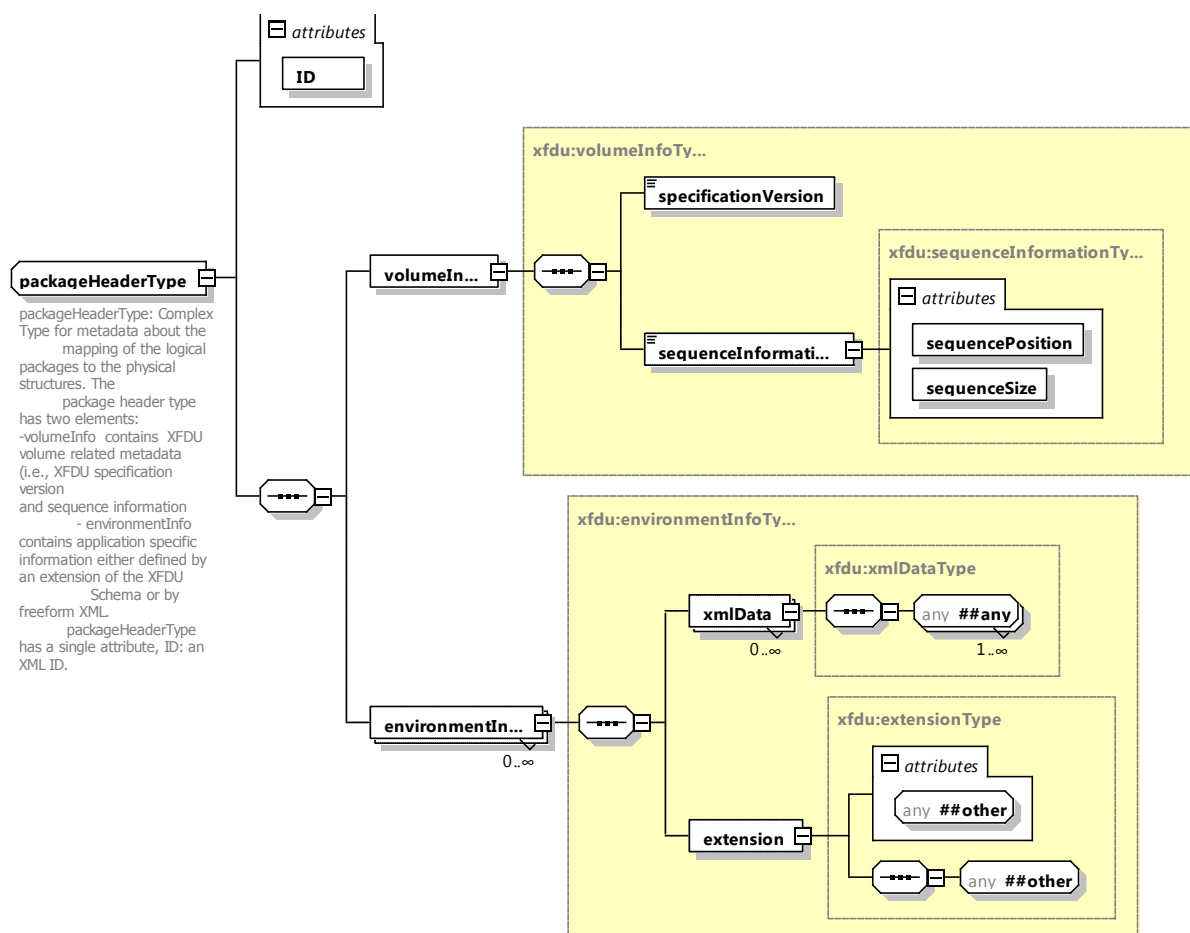 attributes
ID
xfdu:volumeInfoTy...
specificationVersion
xfdu:sequenceInformationTy...
packageHeaderType
volumeIn...
attributes
sequencePosition
sequenceInformati...
sequenceSize
packageHeaderType: Complex
Type for metadata about the
mapping of the logical
packages to the physical
structures. The
package header type
has two elements:
-volumeInfo contains XFDU
volume related metadata
(i.e., XFDU specification
version
and sequence information
- environmentInfo
contains application specific
information either defined by
an extension of the XFDU
Schema or by
freeform XML.
packageHeaderType
has a single attribute, ID: an
XML ID.
xfdu:environmentInfoTy...
xfdu:xmlDataType
xmlData
any ##any
0..∞
1..∞
environmentIn...
0..∞
xfdu:extensionType
attributes
any ##other
extension
any ##other